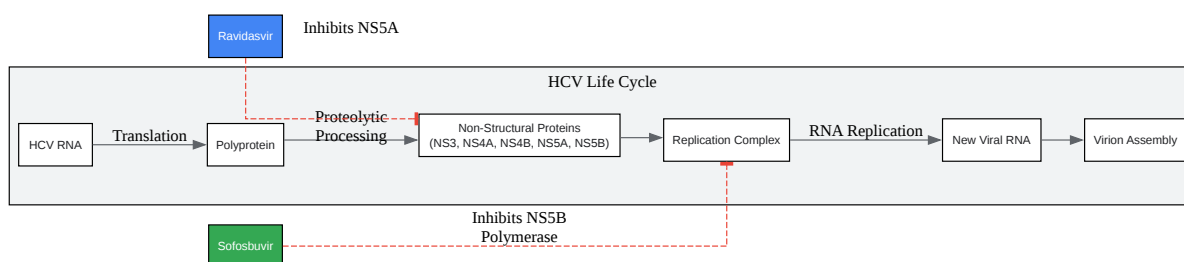 Ravidasvir
Inhibits NS5A
HCV Life Cycle
HCV RNA
Translation
Polyprotein
Proteolytic
Processing
Non-Structural Proteins
(NS3, NS4A, NS4B, NS5A, NS5B)
Replication Complex
RNA Replication
New Viral RNA
Virion Assembly
Inhibits NS5B
Polymerase
Sofosbuvir